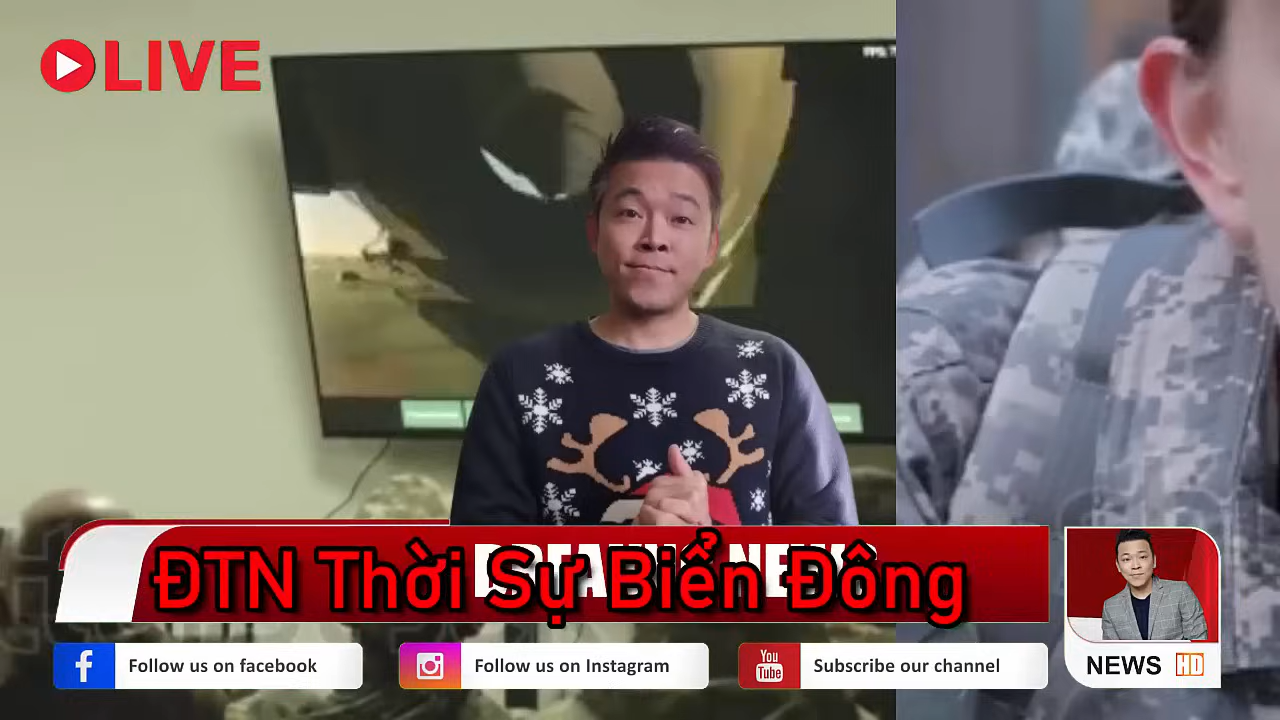 LIVE
ĐTN Thời Sự Biển Đông
Follow us on facebook
Follow us on Instagram
You
Tube
Subscribe our channel
NEWS HD